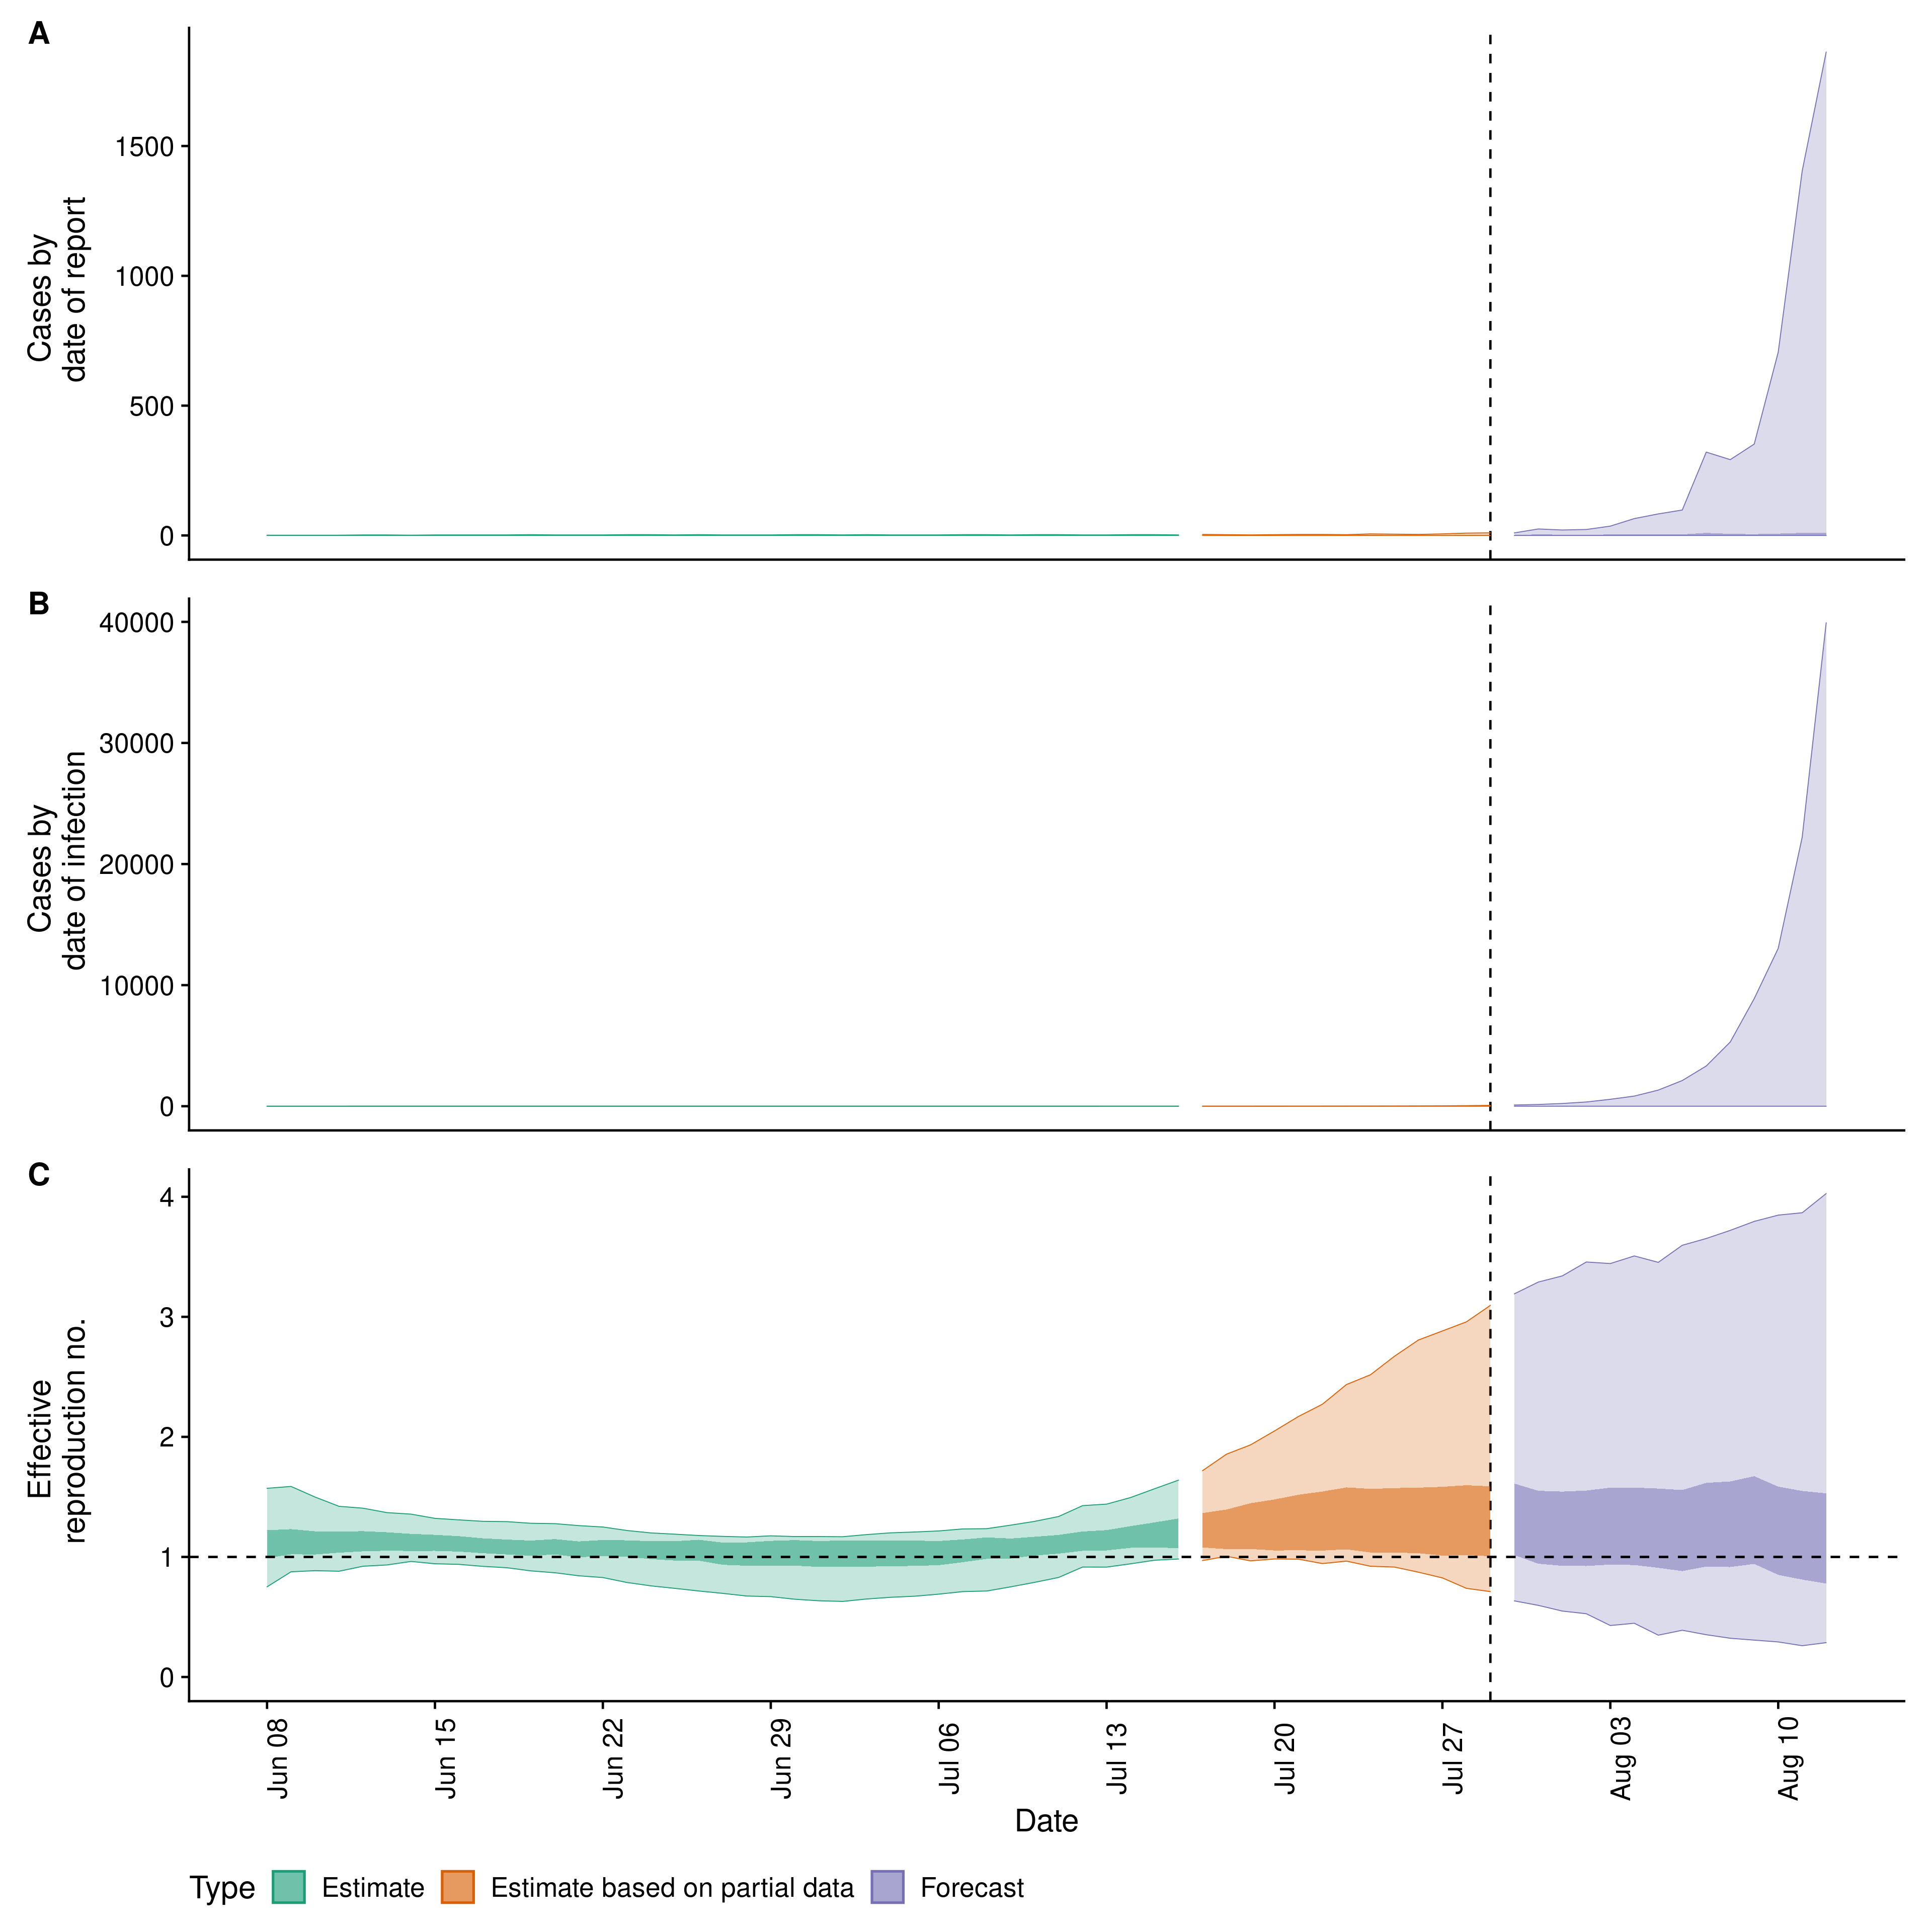 A
Cases by
date of report
1500
1000
500
0
B
Cases by
date of infection
40000
30000
20000
10000
0
C
Effective
reproduction no.
4
3
2
1
0
Jun 08
Jun 15
Jun 22
Jun 29
Jul 06
Jul 13
Jul 20
Jul 27
Aug 03
Aug 10
Date
Type Estimate Estimate based on partial data Forecast